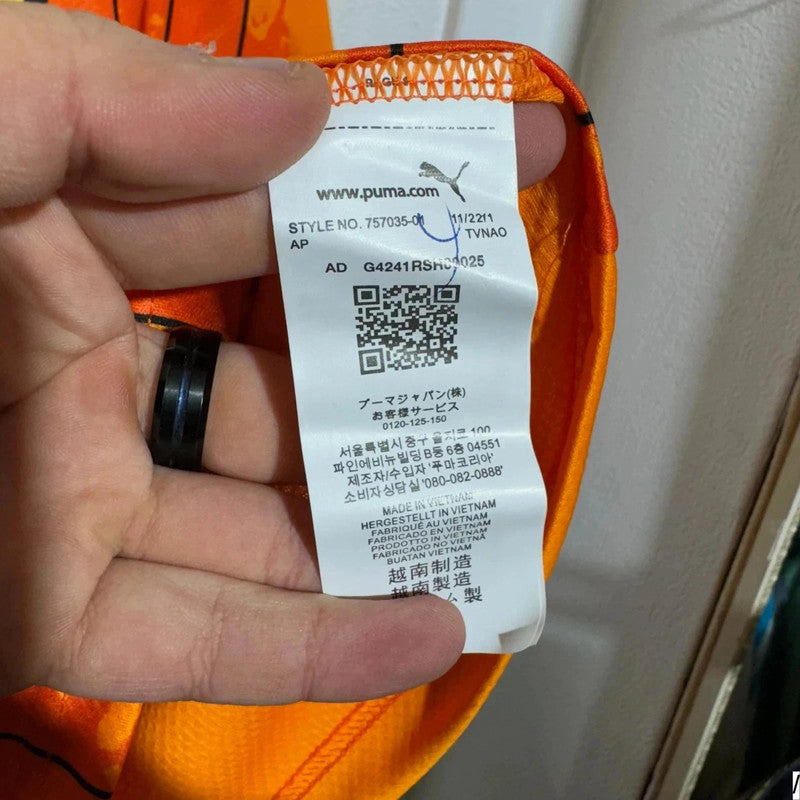 www.puma.com
STYLE NO. 757035-01 11/22f1
AP TVNAO
AD G4241RSH00025
プーマジャパン(株)
お客様サービス
0120-125-150
서울특별시 중구 을지로 100
파인에비뉴빌딩 B동 6층 04551
제조자/수입자 '푸마코리아'
소비자상담실 '080-082-0888'
MADE IN VIETNAM
HERGESTELLT IN VIETNAM
FABRIQUÉ AU VIETNAM
FABRICADO EN VIETNAM
PRODOTTO IN VIETNAM
FABRICADO NO VIETNÃ
BUATAN VIETNAM
越南制造
越南製造
ム製